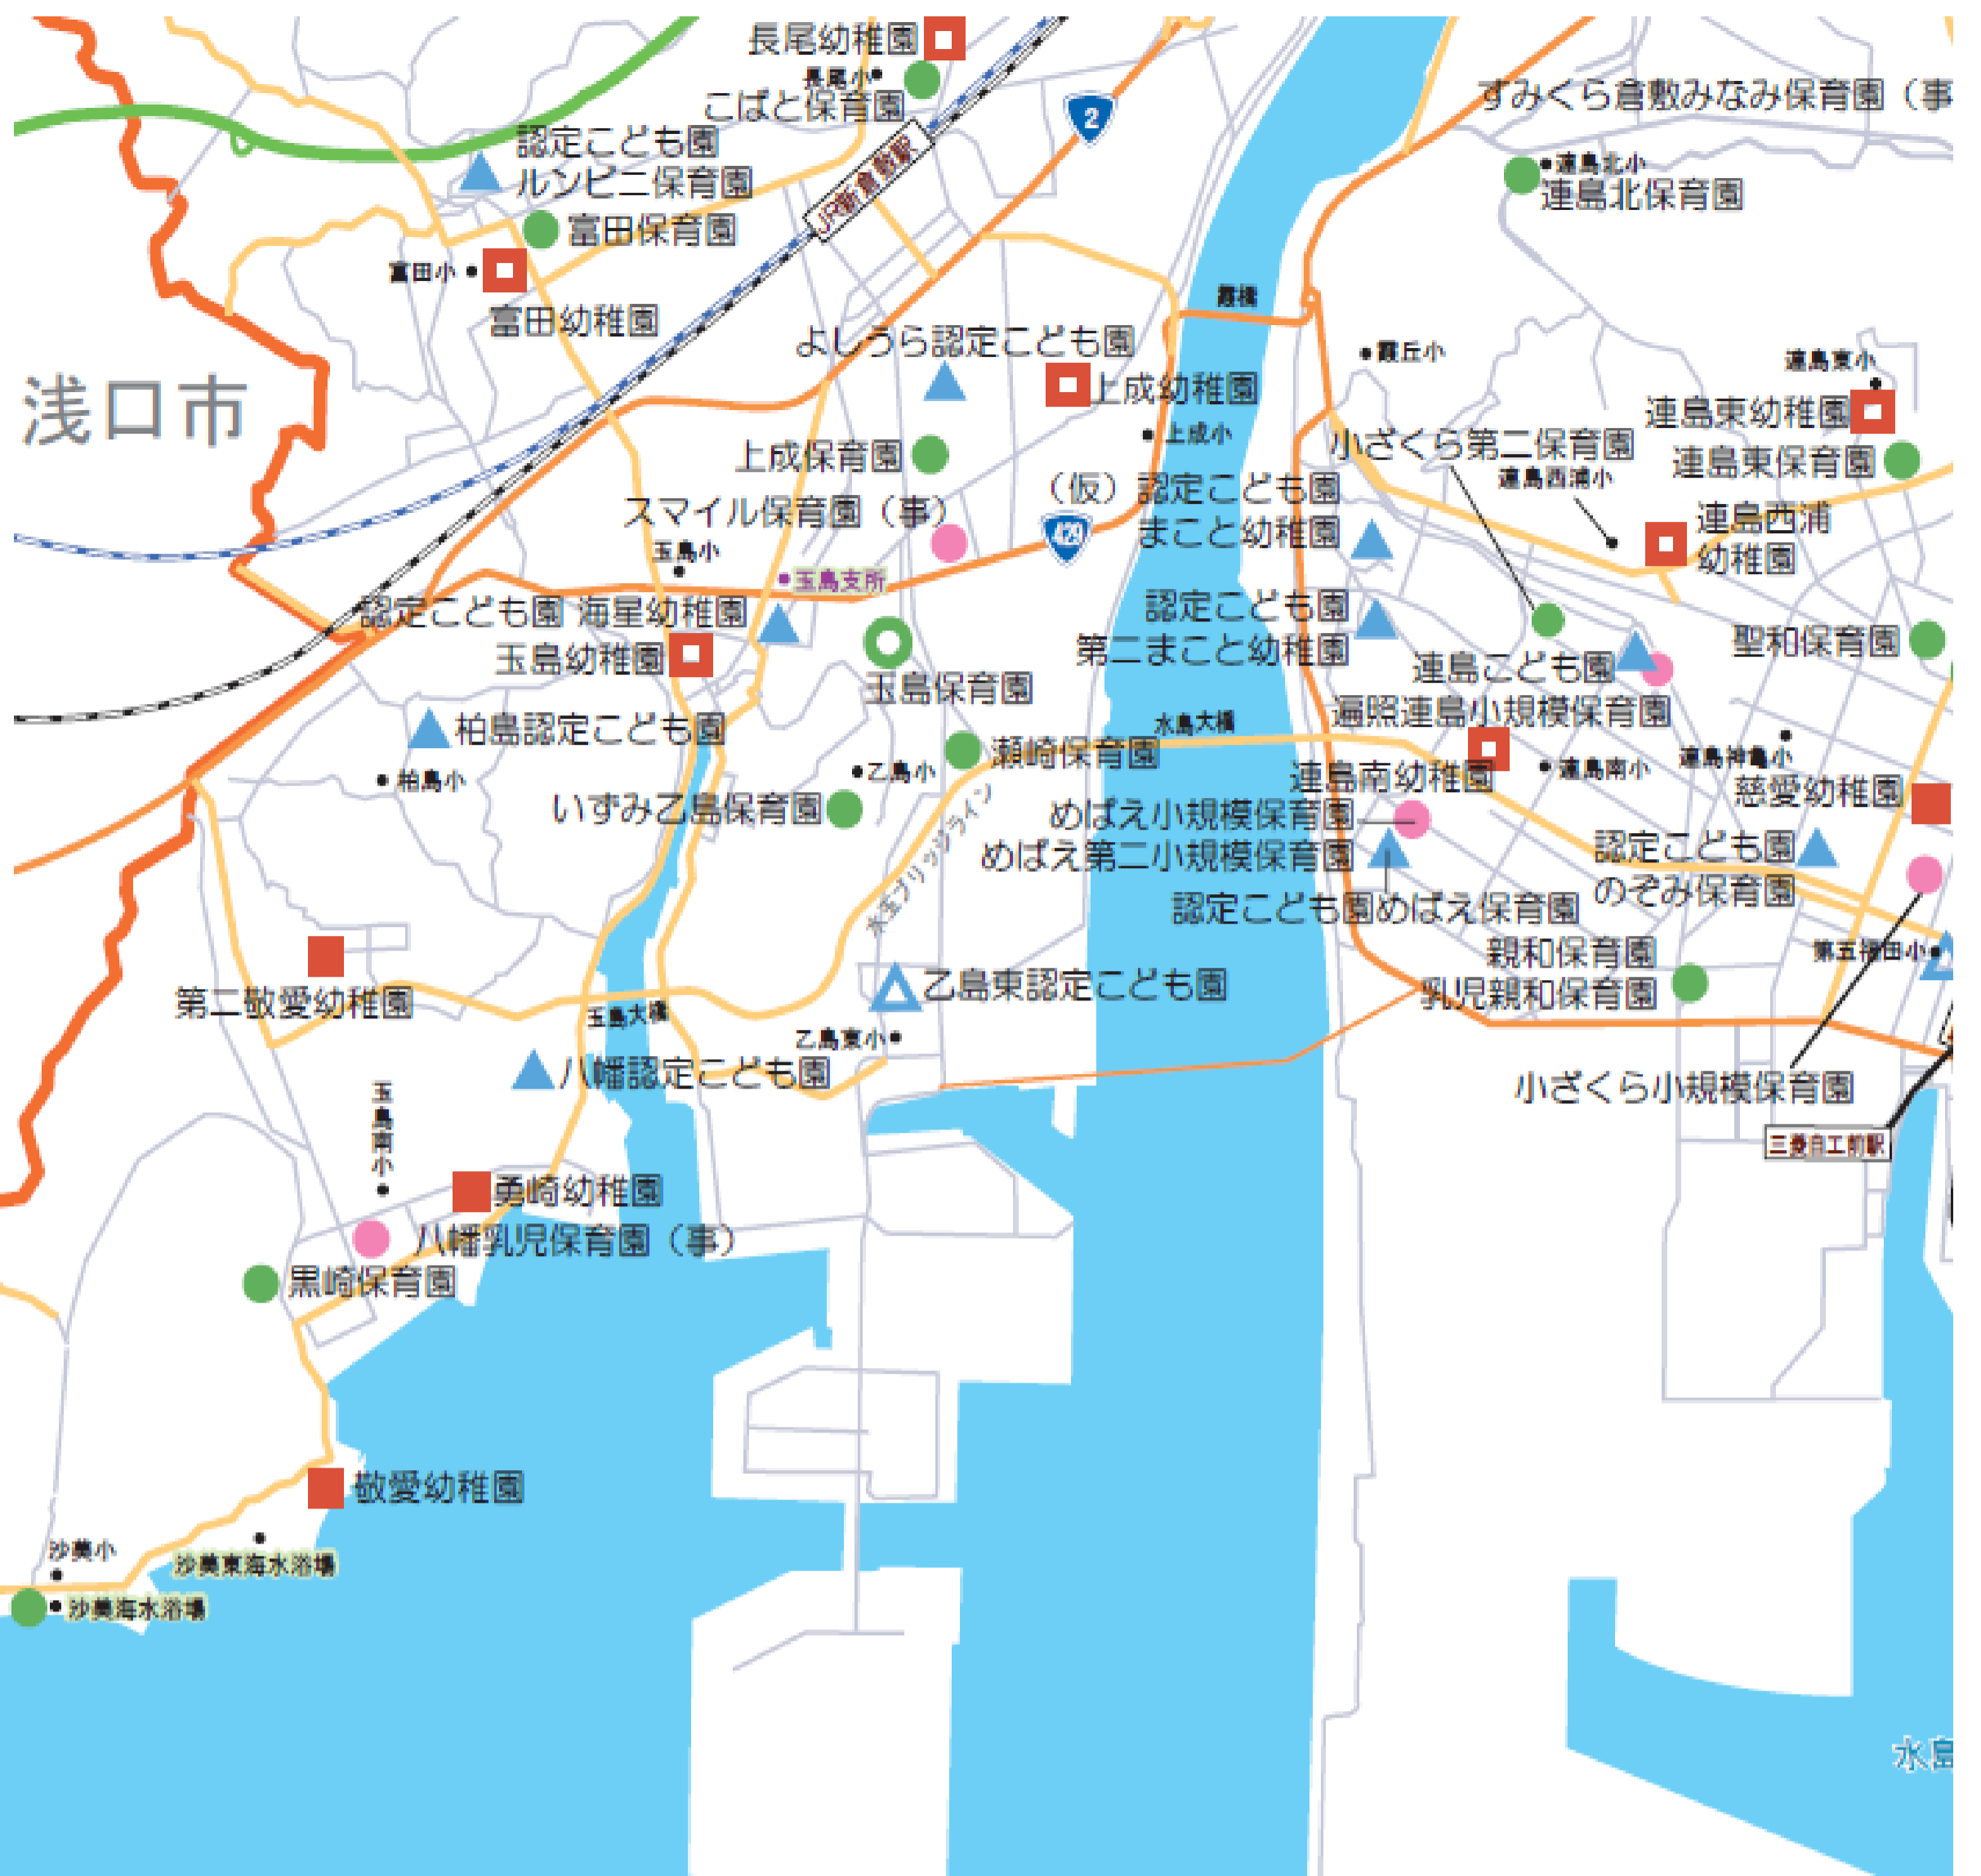 長尾幼稚園
長尾小
こばと保育園
2
すみくら倉敷みなみ保育園（事
認定こども園
ルンビニ保育園
JR新倉敷駅
連島北小
連島北保育園
富田保育園
富田小
富田幼稚園
霞橋
よしうら認定こども園
霞丘小
連島東小
浅口市
上成幼稚園
連島東幼稚園
上成小
小ざくら第二保育園
上成保育園
連島東保育園
連島西浦小
（仮）認定こども園
まこと幼稚園
スマイル保育園（事）
連島西浦
幼稚園
429
玉島小
玉島支所
認定こども園 海星幼稚園
認定こども園
第二まこと幼稚園
玉島幼稚園
聖和保育園
連島こども園
玉島保育園
遍照連島小規模保育園
柏島認定こども園
水島大橋
瀬崎保育園
連島神亀小
柏島小
乙島小
連島南幼稚園
連島南小
いずみ乙島保育園
慈愛幼稚園
めばえ小規模保育園
めばえ第二小規模保育園
認定こども園
のぞみ保育園
水玉ブリッジライン
認定こども園めばえ保育園
第五福田小
親和保育園
乳児親和保育園
第二敬愛幼稚園
乙島東認定こども園
玉島大橋
乙島東小
八幡認定こども園
小ざくら小規模保育園
玉島南小
三菱自工前駅
勇崎幼稚園
八幡乳児保育園（事）
黒崎保育園
敬愛幼稚園
沙美小
沙美東海水浴場
沙美海水浴場
水島